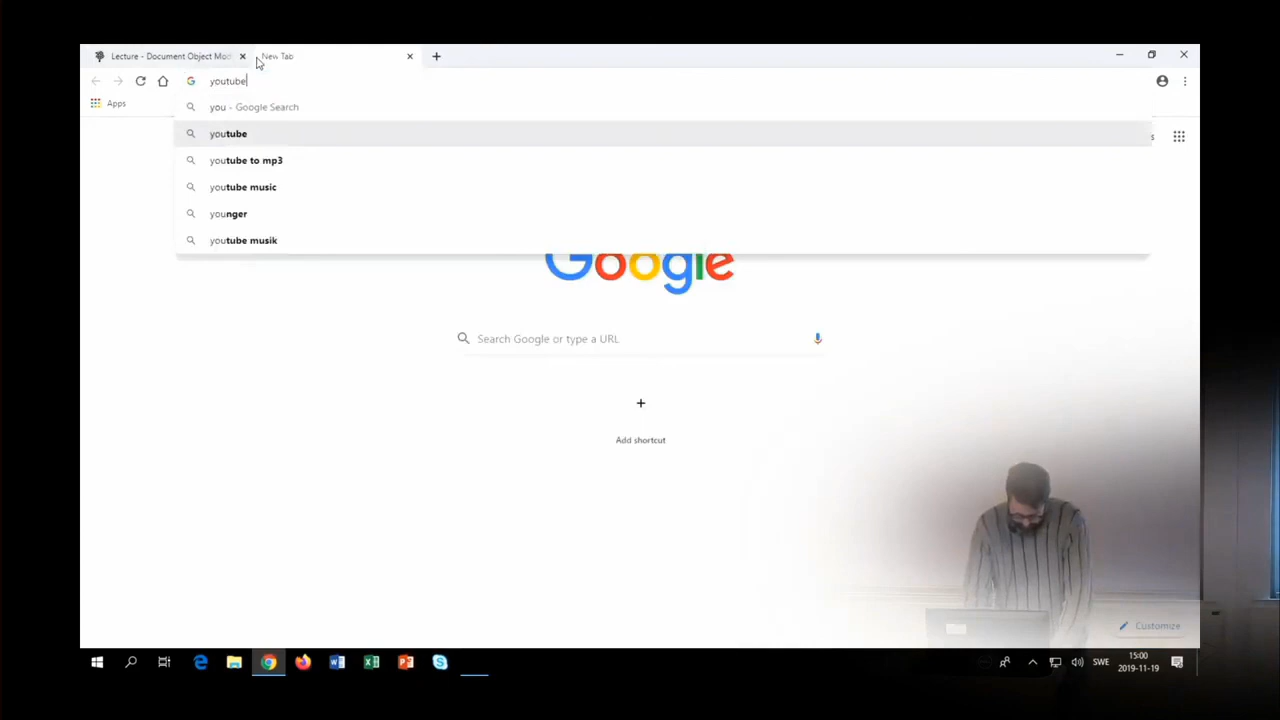 Lecture - Document Object Mod
New Tab
youtube
Apps
you - Google Search
youtube
youtube to mp3
youtube music
younger
youtube musik
s
Google
Search Google or type a URL
Add shortcut
Customize
SWE
15:00
2019-11-19